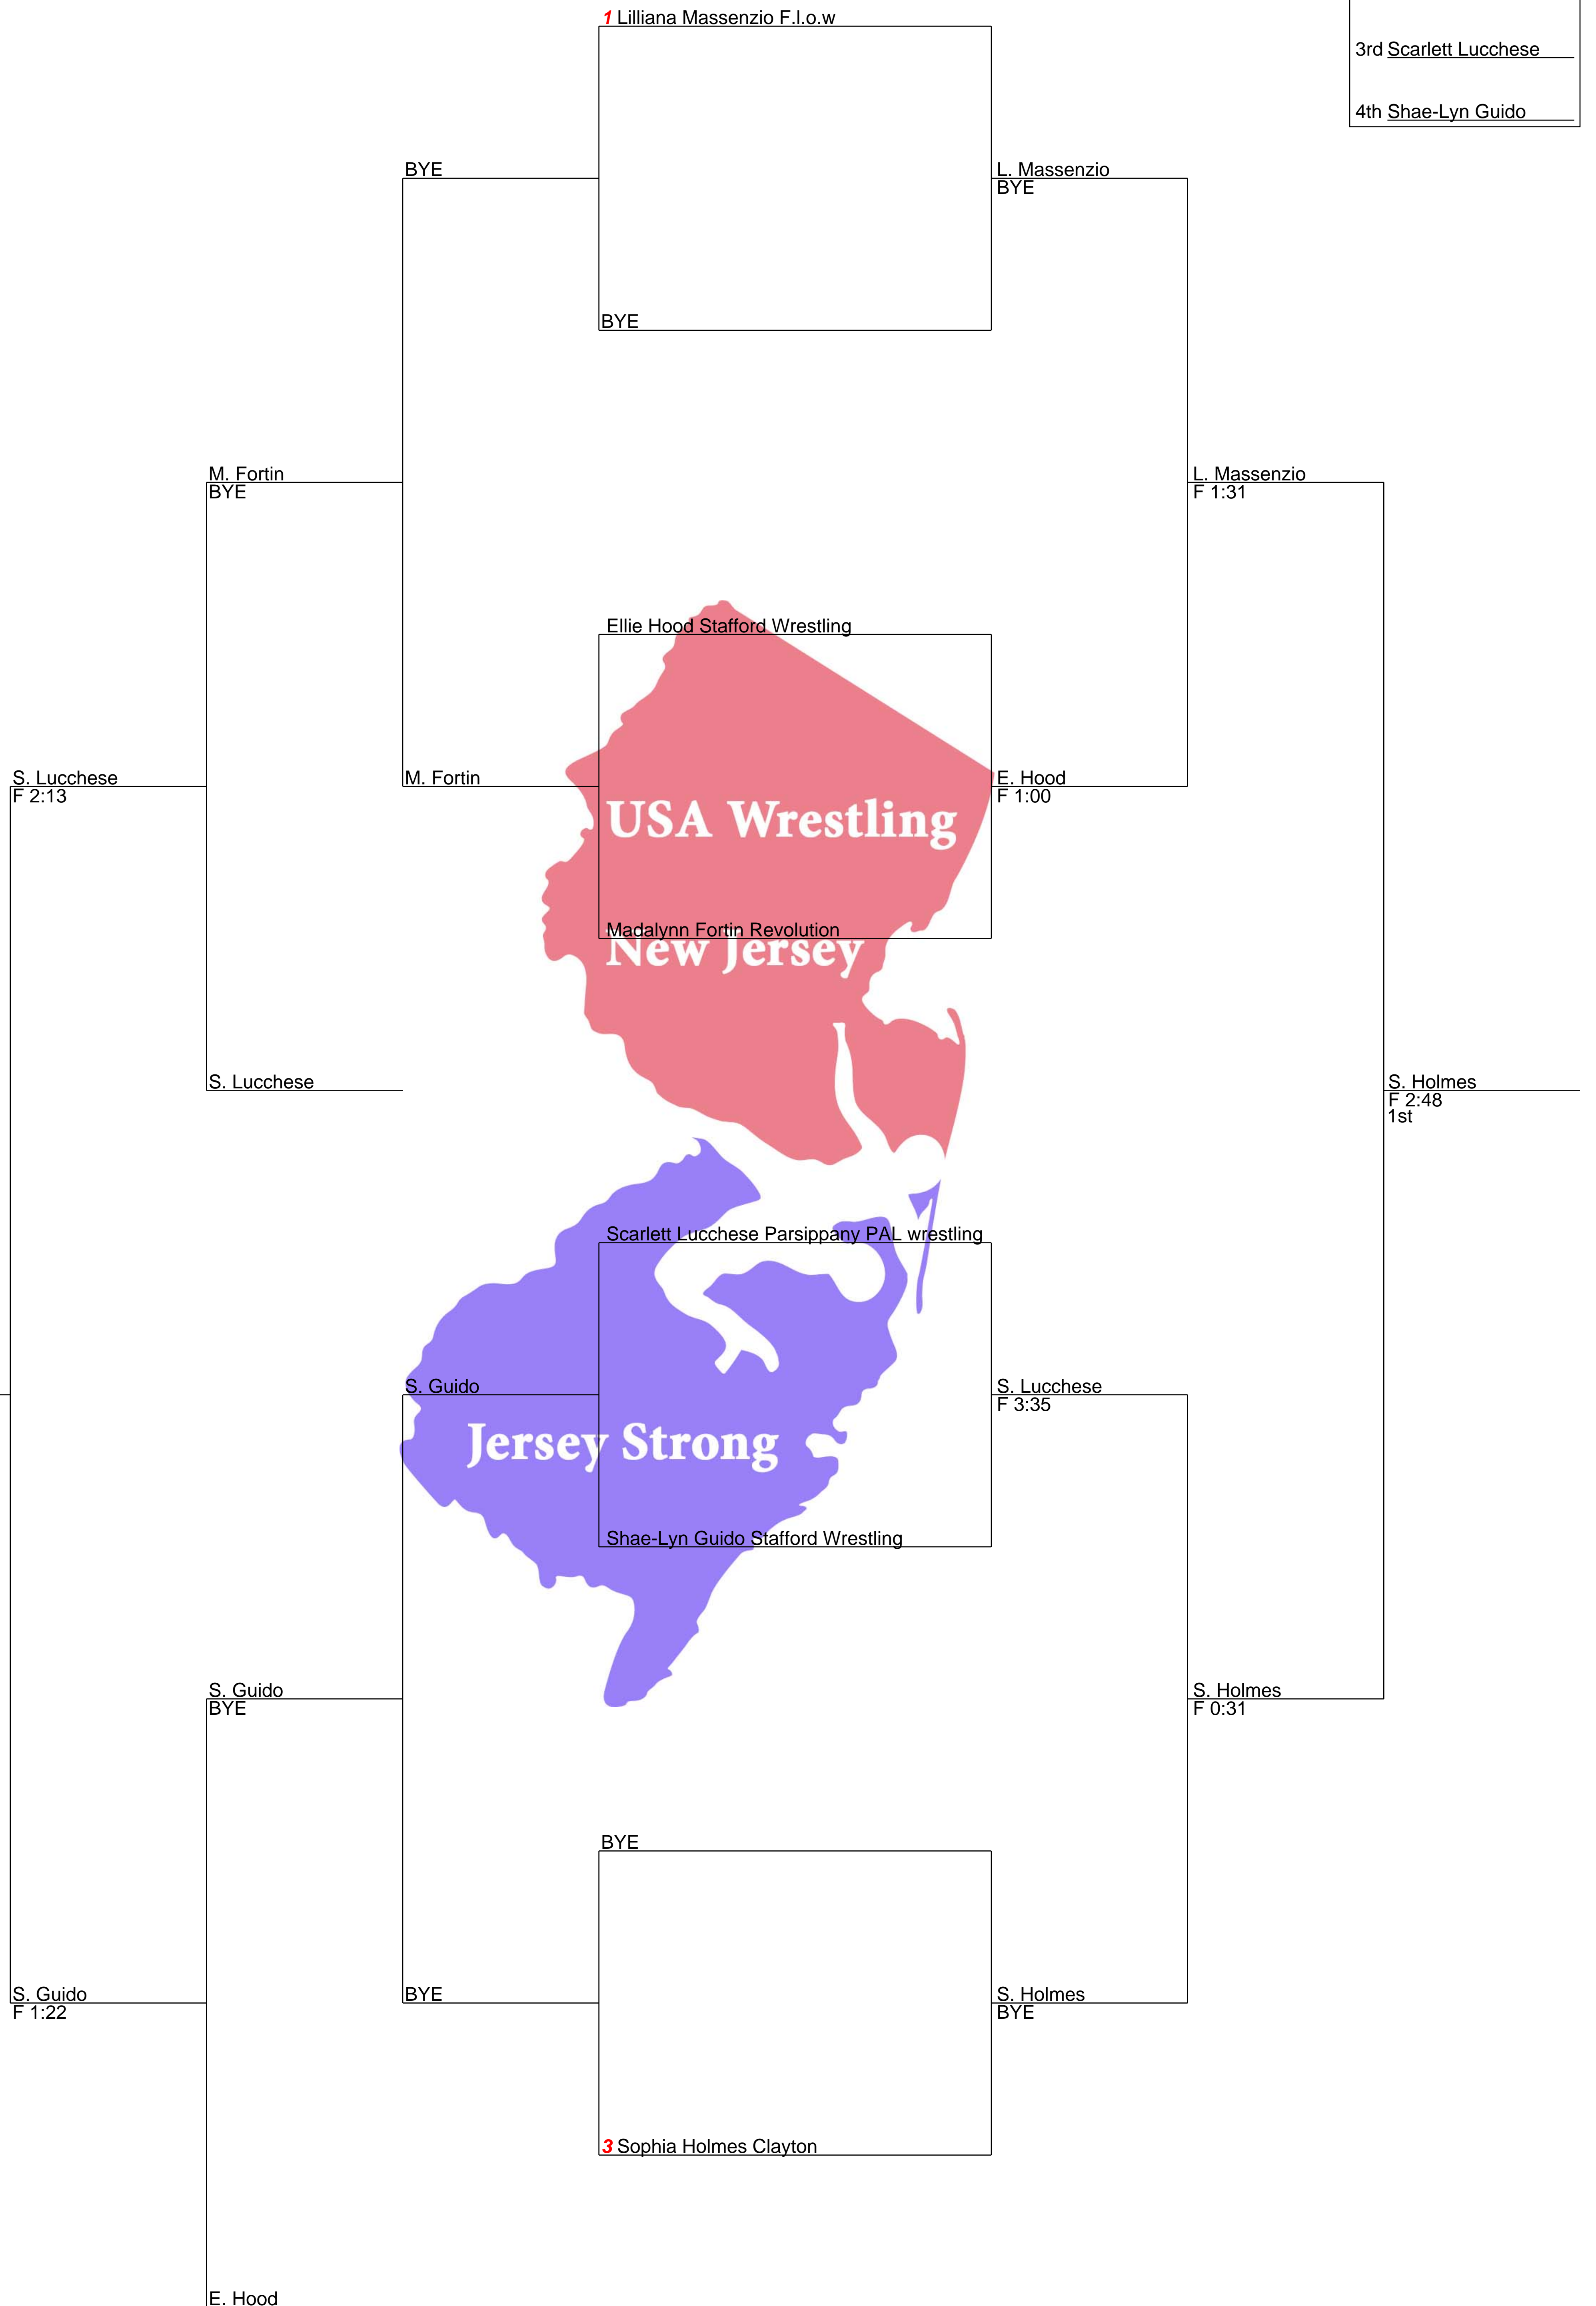 1 Lilliana Massenzio F.l.o.w
3rd Scarlett Lucchese
4th Shae-Lyn Guido
BYE
L. Massenzio
BYE
BYE
M. Fortin
BYE
L. Massenzio
F 1:31
Ellie Hood Stafford Wrestling
S. Lucchese
F 2:13
M. Fortin
E. Hood
F 1:00
USA Wrestling
Madalynn Fortin Revolution
New Jersey
S. Lucchese
S. Holmes
F 2:48
1st
Scarlett Lucchese Parsippany PAL wrestling
S. Guido
S. Lucchese
F 3:35
Jersey Strong
Shae-Lyn Guido Stafford Wrestling
S. Guido
BYE
S. Holmes
F 0:31
BYE
S. Guido
F 1:22
BYE
S. Holmes
BYE
3 Sophia Holmes Clayton
E. Hood